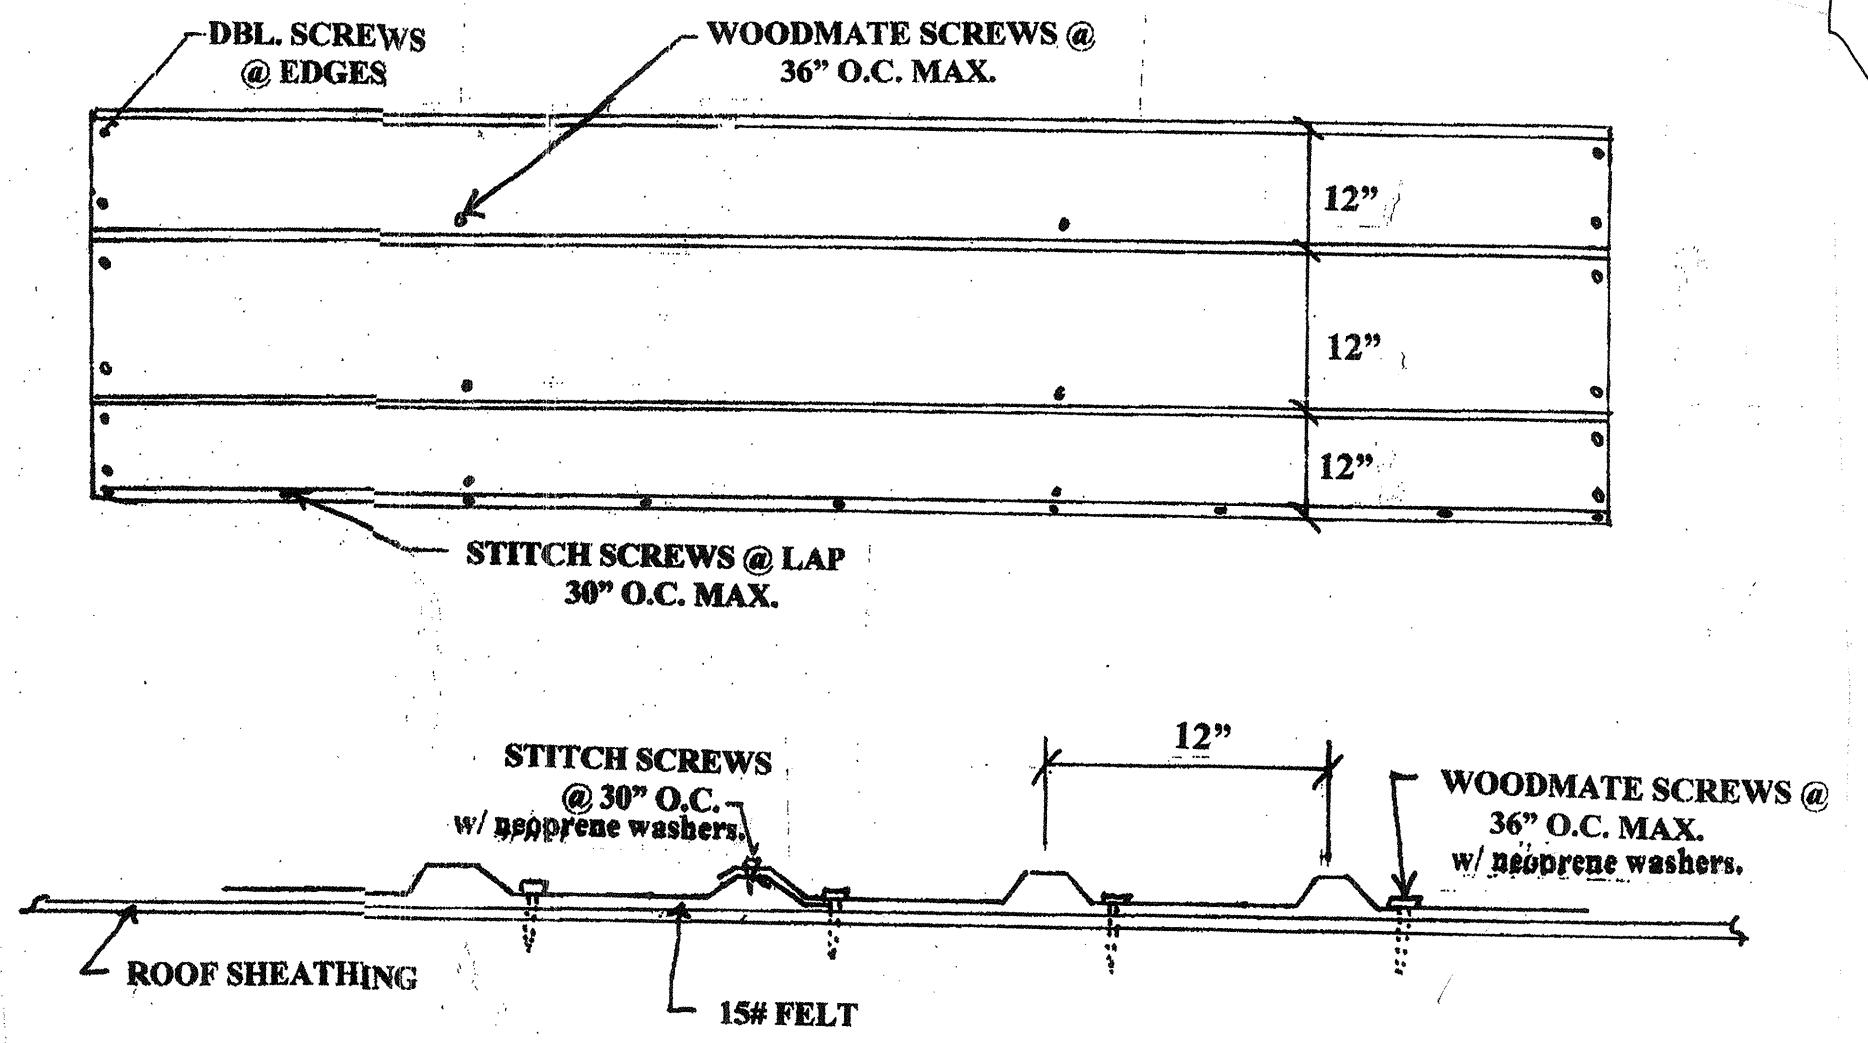 DBL. SCREWS
@ EDGES
WOODMATE SCREWS @
36” O.C. MAX.
12”
12”
12”
STITCH SCREWS @ LAP
30” O.C. MAX.
STITCH SCREWS
@ 30” O.C.
w/ neoprene washers.
12”
WOODMATE SCREWS @
36” O.C. MAX.
w/ neoprene washers.
ROOF SHEATHING
15# FELT